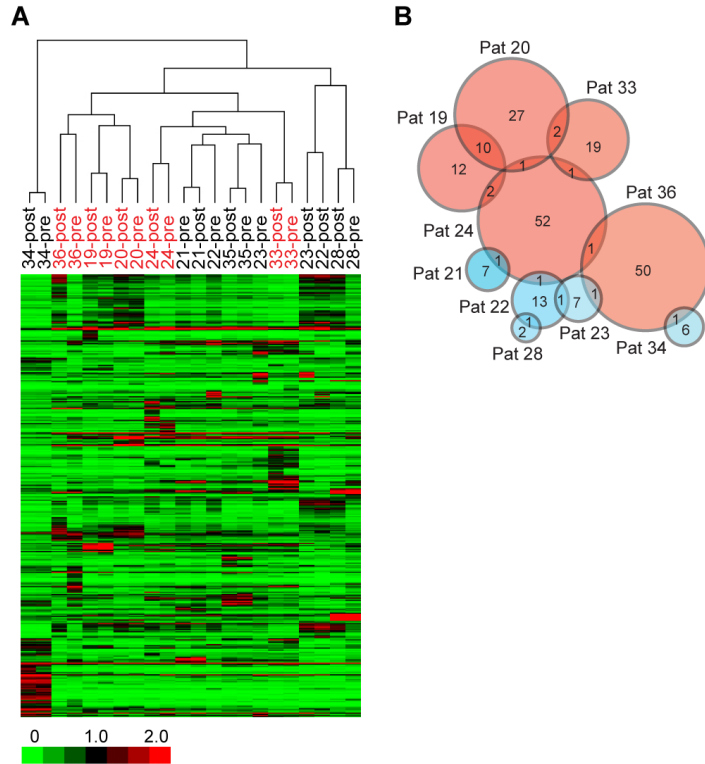 A
34-post
34-pre
36-post
36-pre
19-post
19-pre
20-post
20-pre
24-post
24-pre
21-pre
21-post
22-pre
35-post
35-pre
23-pre
33-post
33-pre
23-post
22-post
28-post
28-pre
0 1.0 2.0
B
Pat 20
Pat 33
27
2
19
Pat 19
10
12
1
1
2
Pat 36
52
Pat 24
1
50
Pat 21
1
7
1
Pat 22
13
1
7
1
1
2
Pat 23
1
6
Pat 28
Pat 34